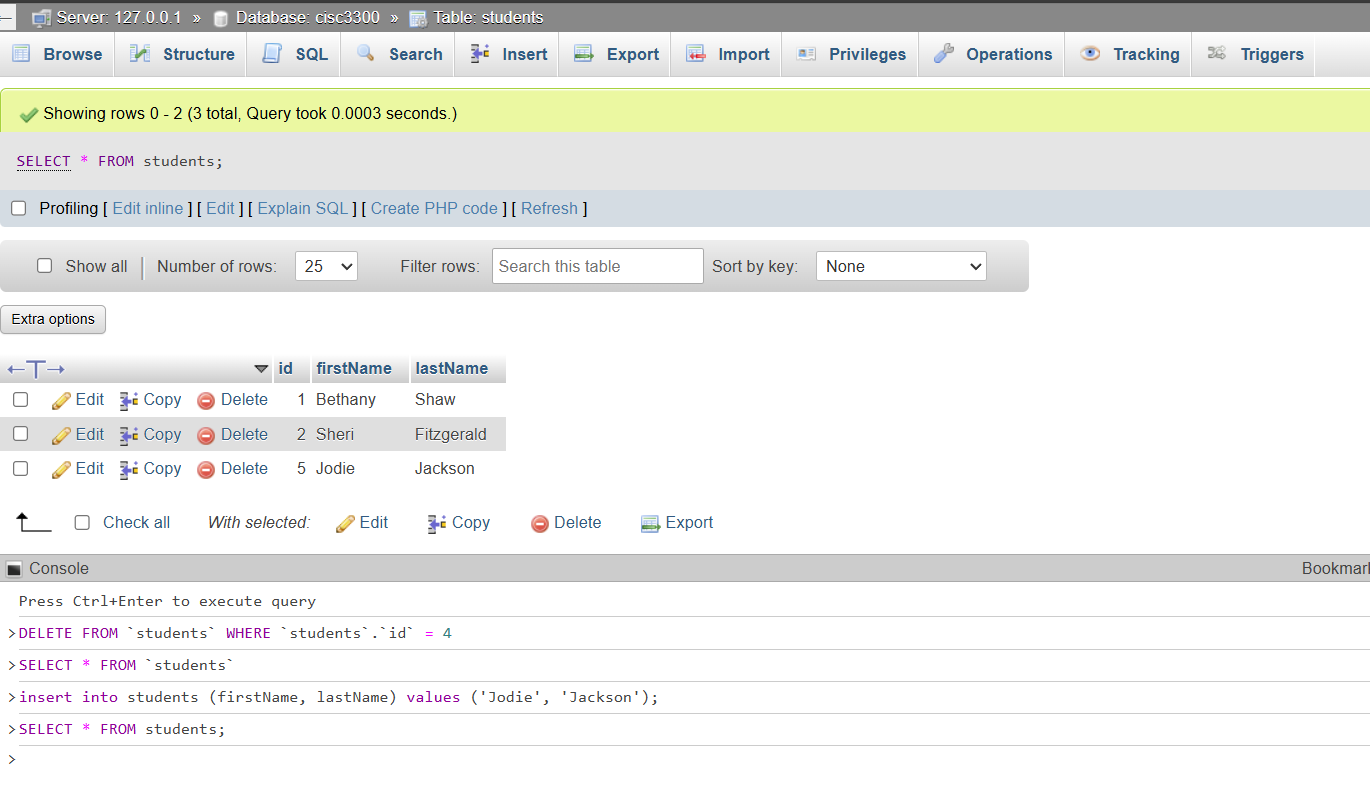 Server: 127.0.0.1 » Database: cisc3300 » Table: students
Browse Structure SQL Search Insert Export Import Privileges Operations Tracking Triggers
Showing rows 0 - 2 (3 total, Query took 0.0003 seconds.)
SELECT * FROM students;
Profiling [ Edit inline ] [ Edit ] [ Explain SQL ] [ Create PHP code ] [ Refresh ]
Show all Number of rows: 25 Filter rows: Search this table Sort by key: None
Extra options
id firstName lastName
Edit Copy Delete 1 Bethany Shaw
Edit Copy Delete 2 Sheri Fitzgerald
Edit Copy Delete 5 Jodie Jackson
Check all With selected: Edit Copy Delete Export
Console Bookmark
Press Ctrl+Enter to execute query
>DELETE FROM `students` WHERE `students`.`id` = 4
>SELECT * FROM `students`
>insert into students (firstName, lastName) values ('Jodie', 'Jackson');
>SELECT * FROM students;
>